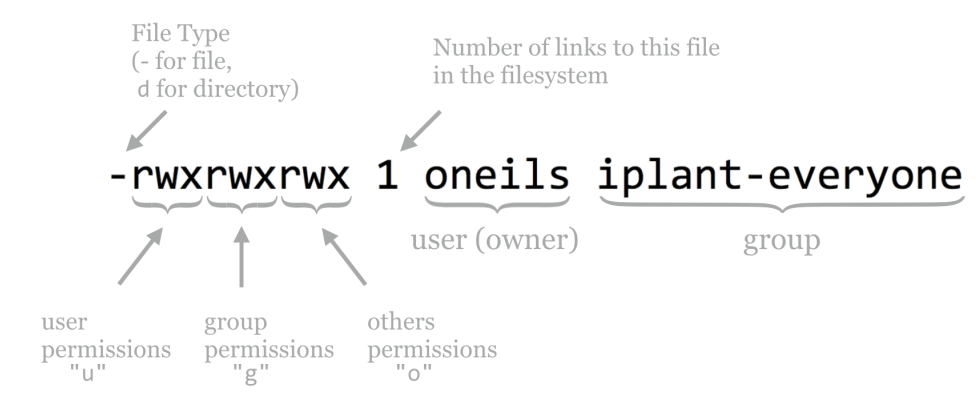 File Type
(- for file,
d for directory)
Number of links to this file
in the filesystem
-rwxrwxrwx 1 oneils iplant-everyone
user (owner)
group
user
permissions
"u"
group
permissions
"g"
others
permissions
"o"